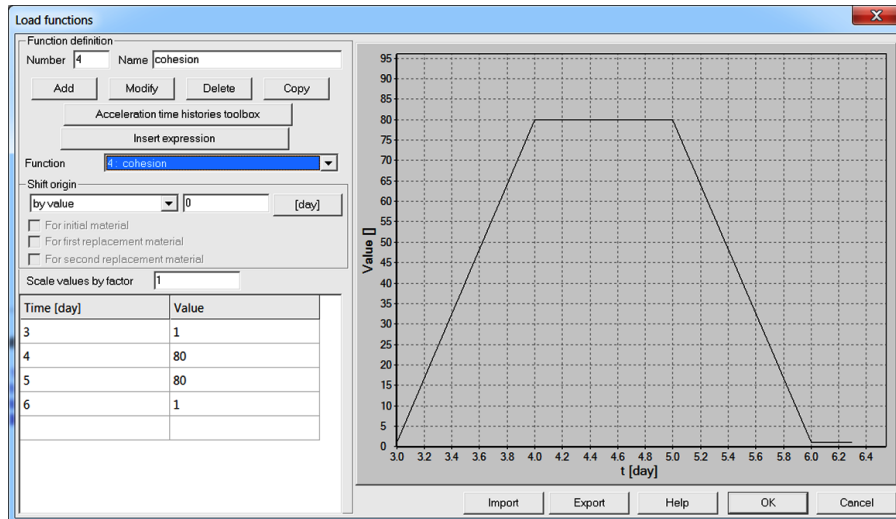 Load functions
Function definition
Number 4 Name cohesion
Add Modify Delete Copy
Acceleration time histories toolbox
Insert expression
Function 4 : cohesion
Shift origin
by value 0 [day]
For initial material
For first replacement material
For second replacement material
Scale values by factor 1
Time [day] Value
3 1
4 80
5 80
6 1
95
90
85
80
75
70
65
60
55
50
45
40
35
30
25
20
15
10
5
0
Value []
3.0 3.2 3.4 3.6 3.8 4.0 4.2 4.4 4.6 4.8 5.0 5.2 5.4 5.6 5.8 6.0 6.2 6.4
t [day]
Import Export Help OK Cancel